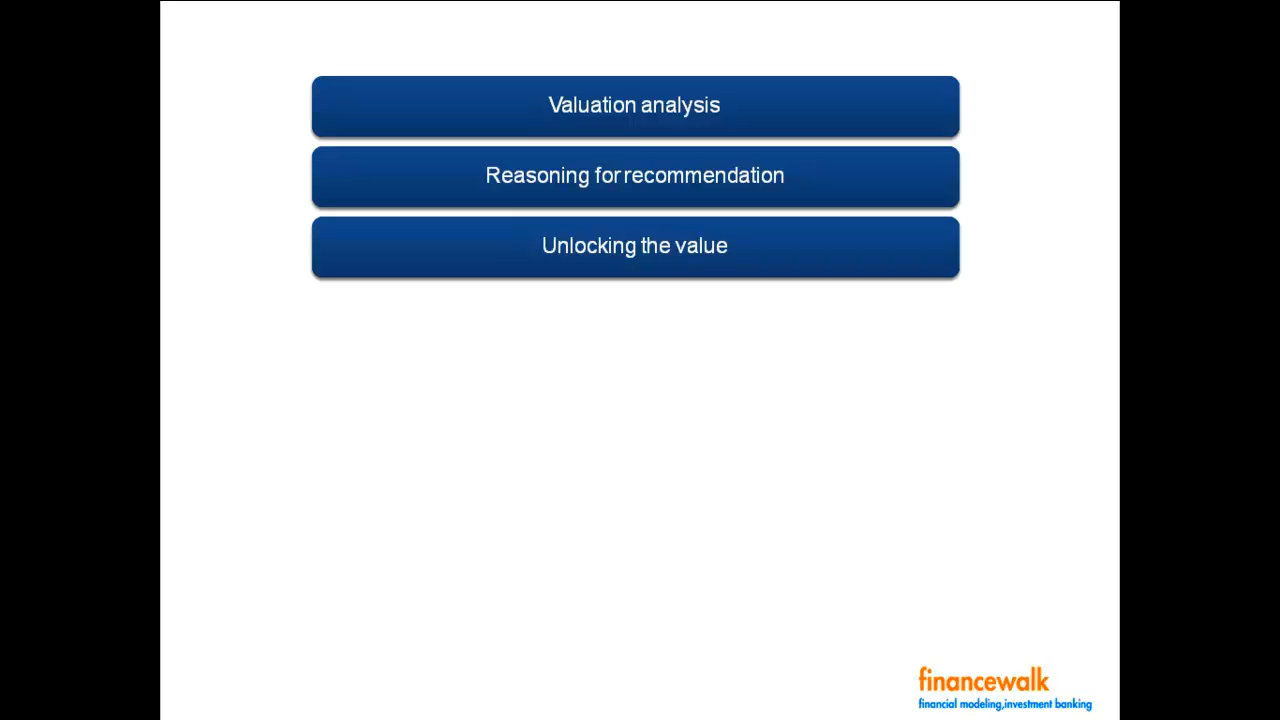 Valuation analysis
Reasoning for recommendation
Unlocking the value
financewalk
financial modeling,investment banking